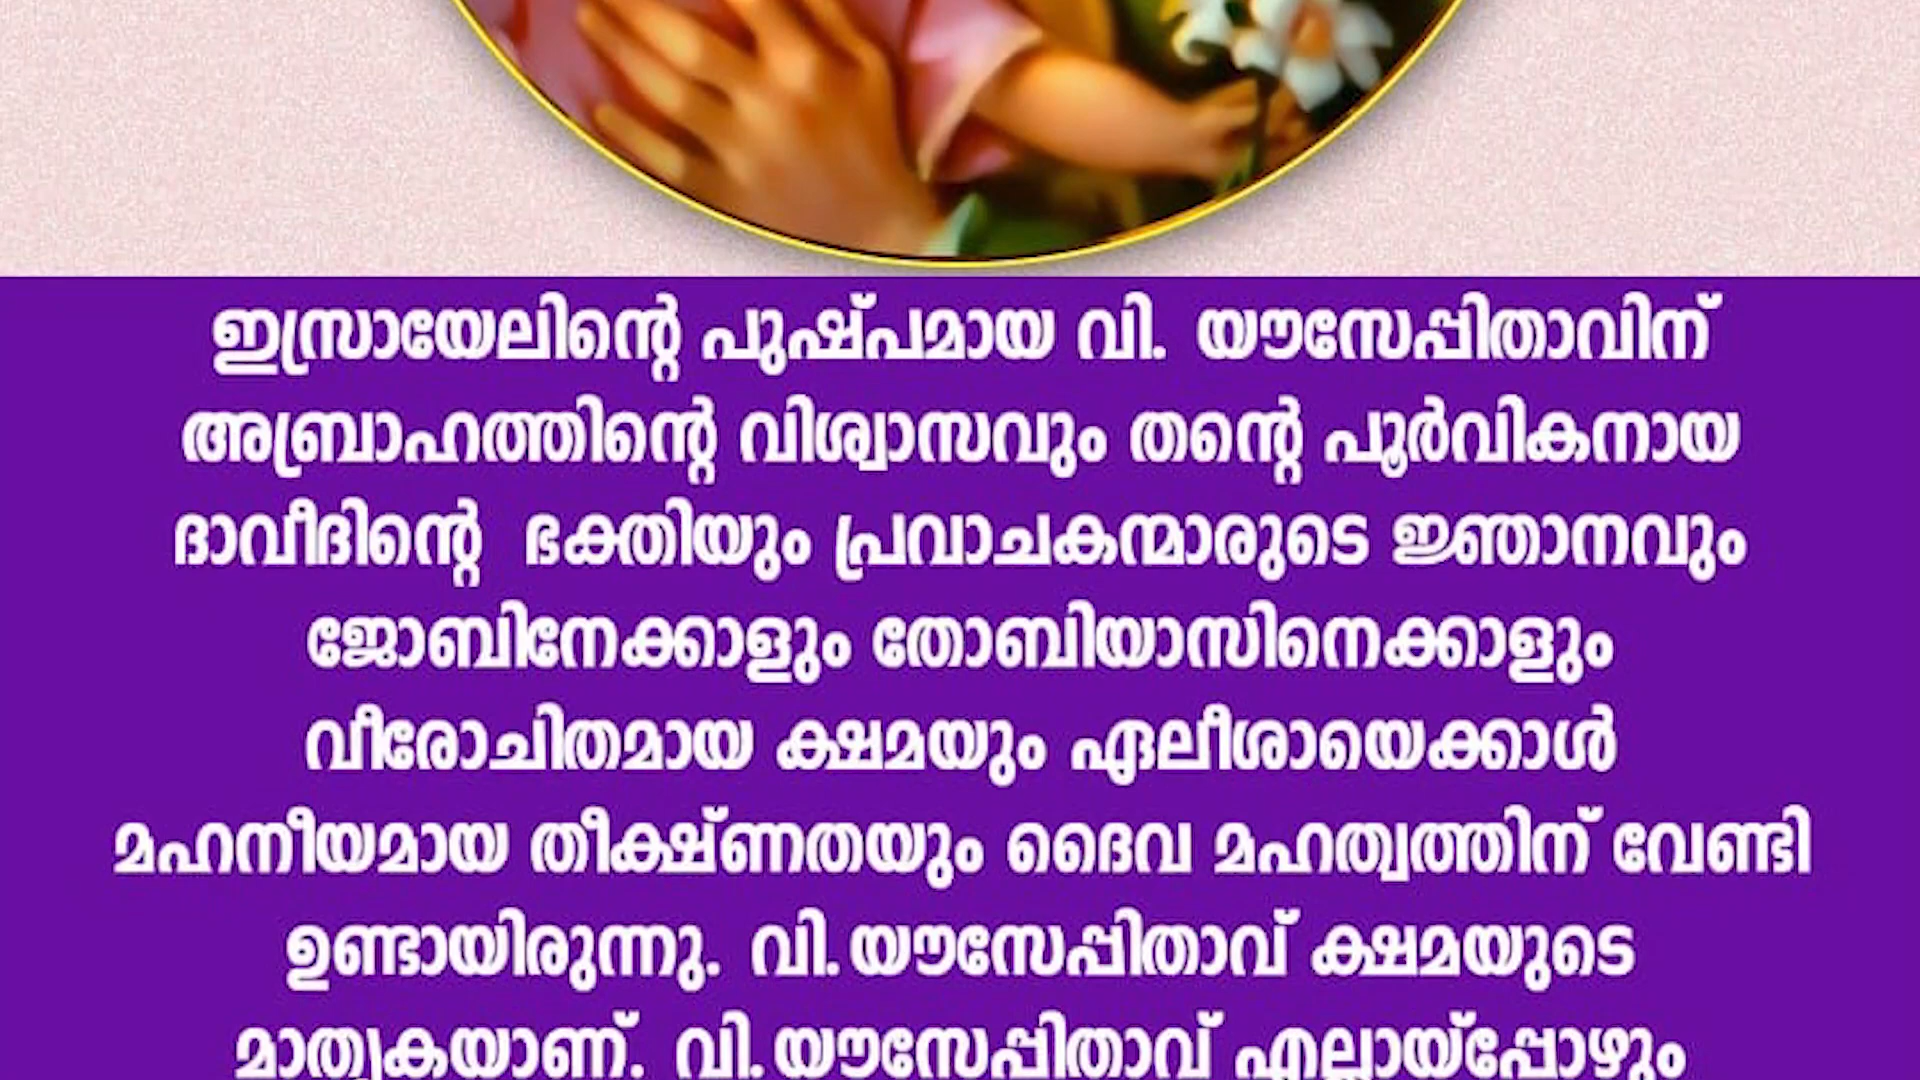 ഇസ്രായേലിന്റെ പുഷ്പമായ വി. യൗസേപ്പിതാവിന്
അബ്രാഹത്തിന്റെ വിശ്വാസവും തന്റെ പൂർവികനായ
ദാവീദിന്റെ ഭക്തിയും പ്രവാചകന്മാരുടെ ജ്ഞാനവും
ജോബിനേക്കാളും തോബിയാസിനെക്കാളും
വീരോചിതമായ ക്ഷമയും ഏലീശായെക്കാൾ
മഹനീയമായ തീക്ഷ്ണതയും ദൈവ മഹത്വത്തിന് വേണ്ടി
ഉണ്ടായിരുന്നു. വി.യൗസേപ്പിതാവ് ക്ഷമയുടെ
മാതൃകയാണ്. വി.യൗസേപ്പിതാവ് എല്ലായ്പ്പോഴും